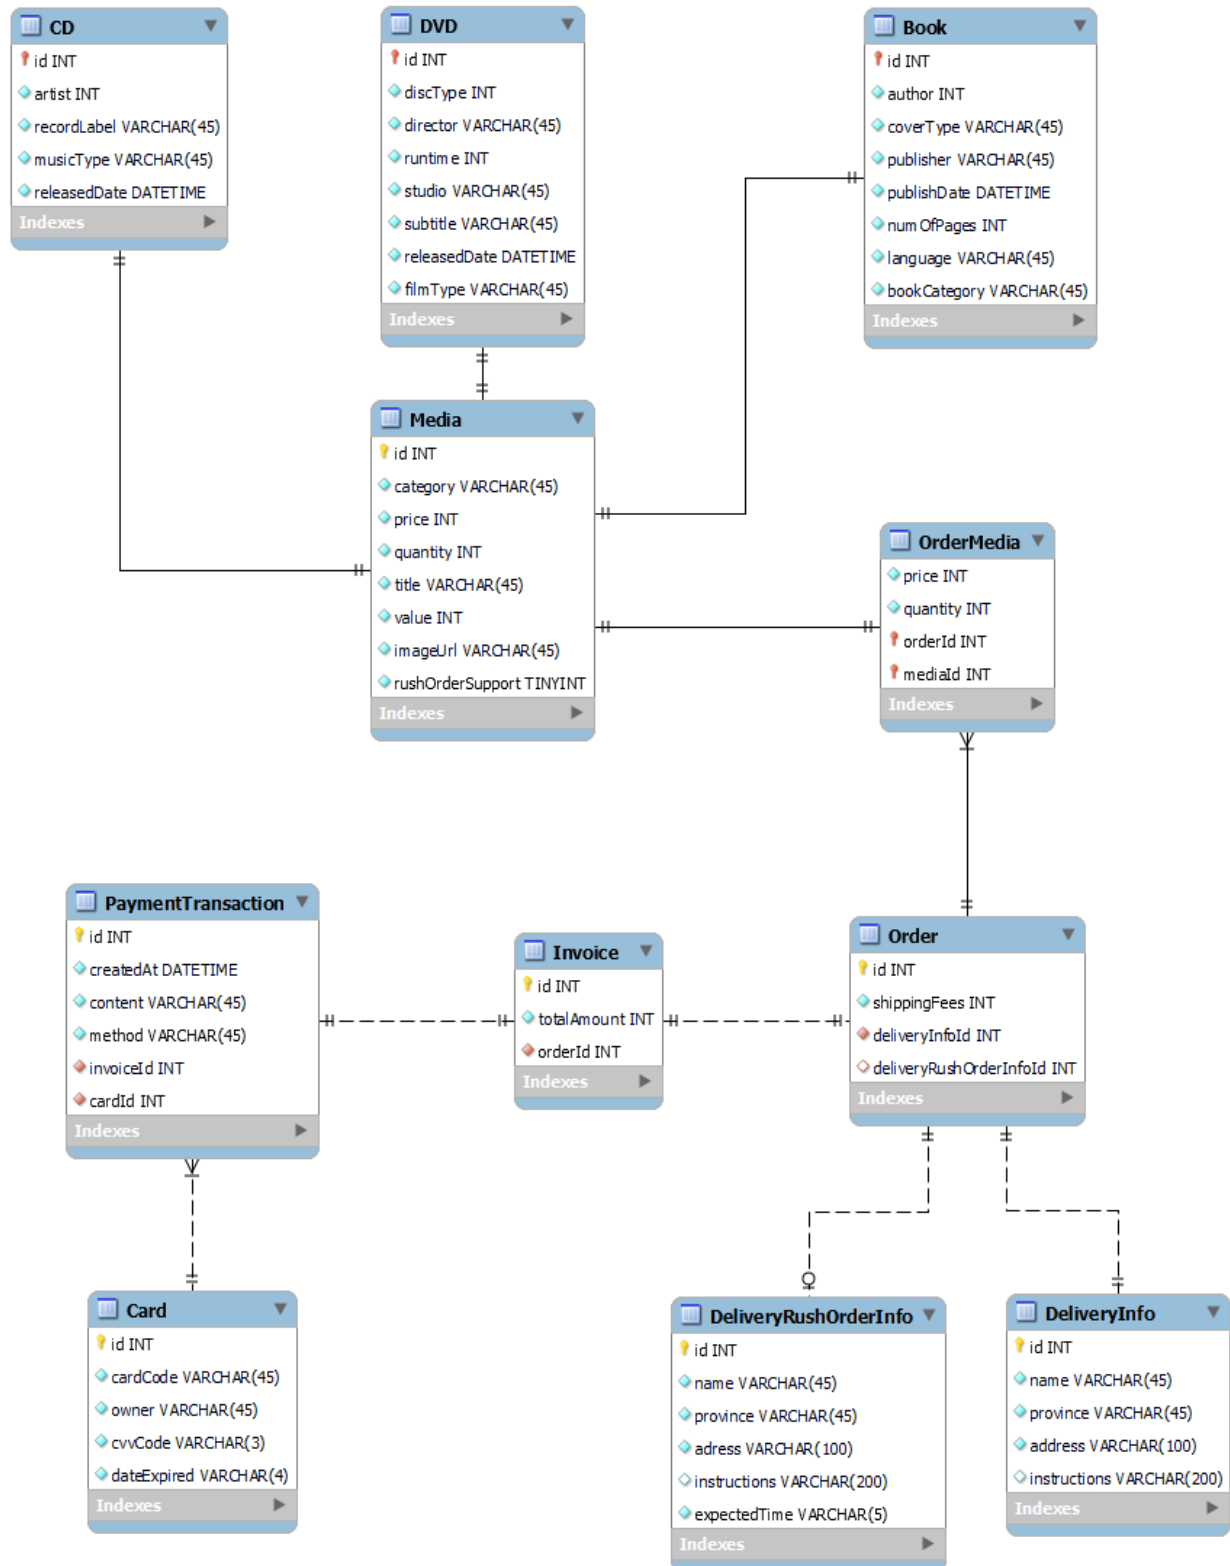 CD
id INT
artist INT
recordLabel VARCHAR(45)
musicType VARCHAR(45)
releasedDate DATETIME
Indexes
DVD
id INT
discType INT
director VARCHAR(45)
runtime INT
studio VARCHAR(45)
subtitle VARCHAR(45)
releasedDate DATETIME
filmType VARCHAR(45)
Indexes
Book
id INT
author INT
coverType VARCHAR(45)
publisher VARCHAR(45)
publishDate DATETIME
numOfPages INT
language VARCHAR(45)
bookCategory VARCHAR(45)
Indexes
Media
id INT
category VARCHAR(45)
price INT
quantity INT
title VARCHAR(45)
value INT
imageUrl VARCHAR(45)
rushOrderSupport TINYINT
Indexes
OrderMedia
price INT
quantity INT
orderId INT
mediaId INT
Indexes
PaymentTransaction
id INT
createdAt DATETIME
content VARCHAR(45)
method VARCHAR(45)
invoiceId INT
cardId INT
Indexes
Invoice
id INT
totalAmount INT
orderId INT
Indexes
Order
id INT
shippingFees INT
deliveryInfoId INT
deliveryRushOrderInfoId INT
Indexes
Card
id INT
cardCode VARCHAR(45)
owner VARCHAR(45)
cvvCode VARCHAR(3)
dateExpired VARCHAR(4)
Indexes
DeliveryRushOrderInfo
id INT
name VARCHAR(45)
province VARCHAR(45)
adress VARCHAR(100)
instructions VARCHAR(200)
expectedTime VARCHAR(5)
Indexes
DeliveryInfo
id INT
name VARCHAR(45)
province VARCHAR(45)
address VARCHAR(100)
instructions VARCHAR(200)
Indexes